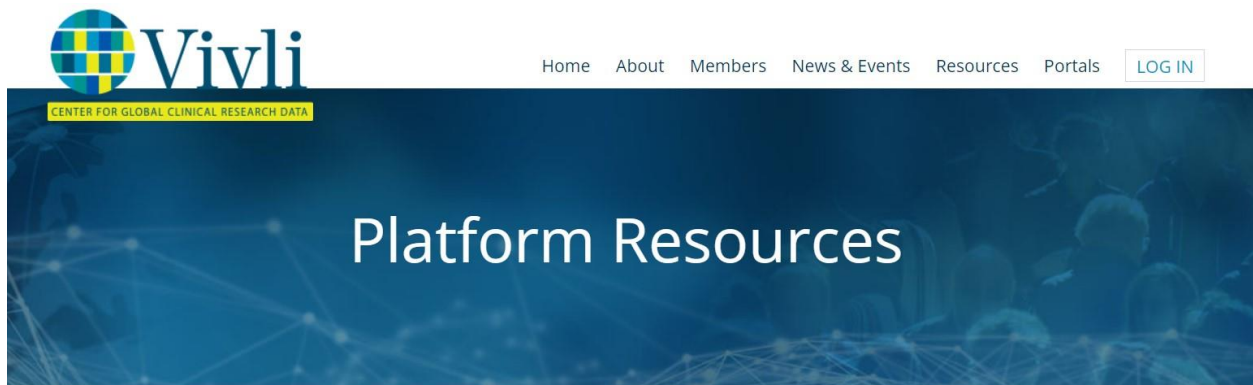 Vivli
CENTER FOR GLOBAL CLINICAL RESEARCH DATA
Home About Members News & Events Resources Portals LOG IN
Platform Resources